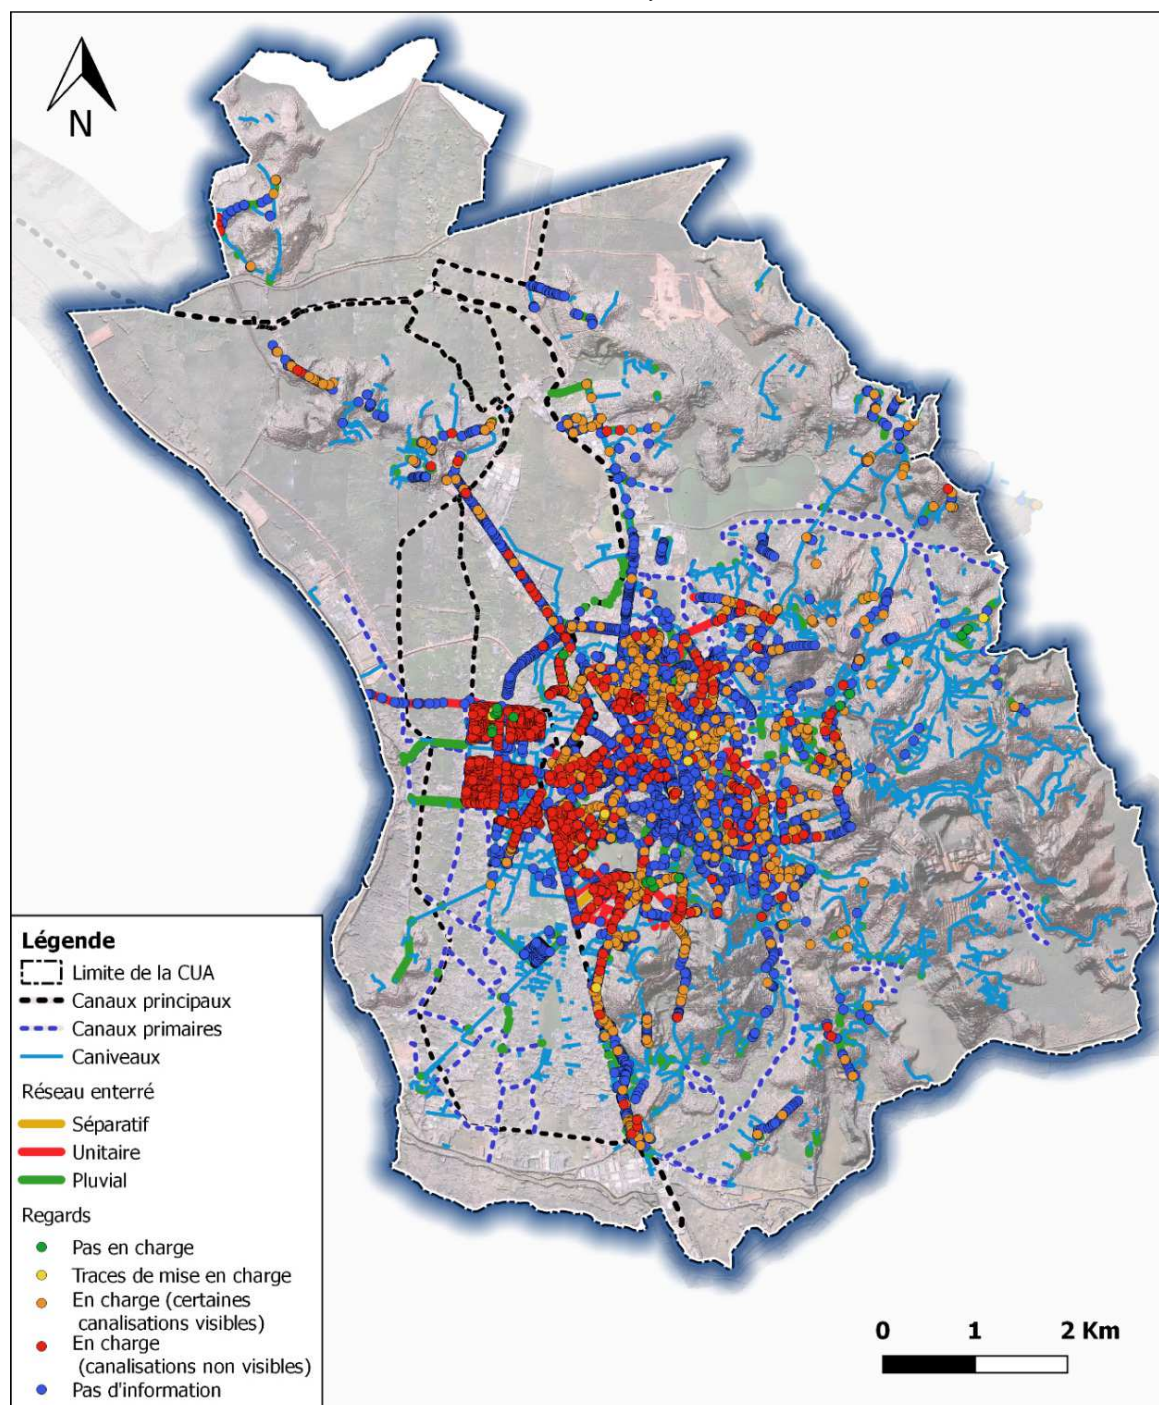 N
Légende
Limite de la CUA
Canaux principaux
Canaux primaires
Caniveaux
Réseau enterré
Séparatif
Unitaire
Pluvial
Regards
Pas en charge
Traces de mise en charge
En charge (certaines
canalisations visibles)
En charge
(canalisations non visibles)
Pas d'information
0 1 2 Km